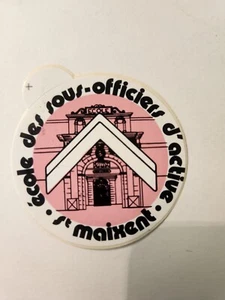 école des sous-officiers d'active
• St maixent •
ECOLE